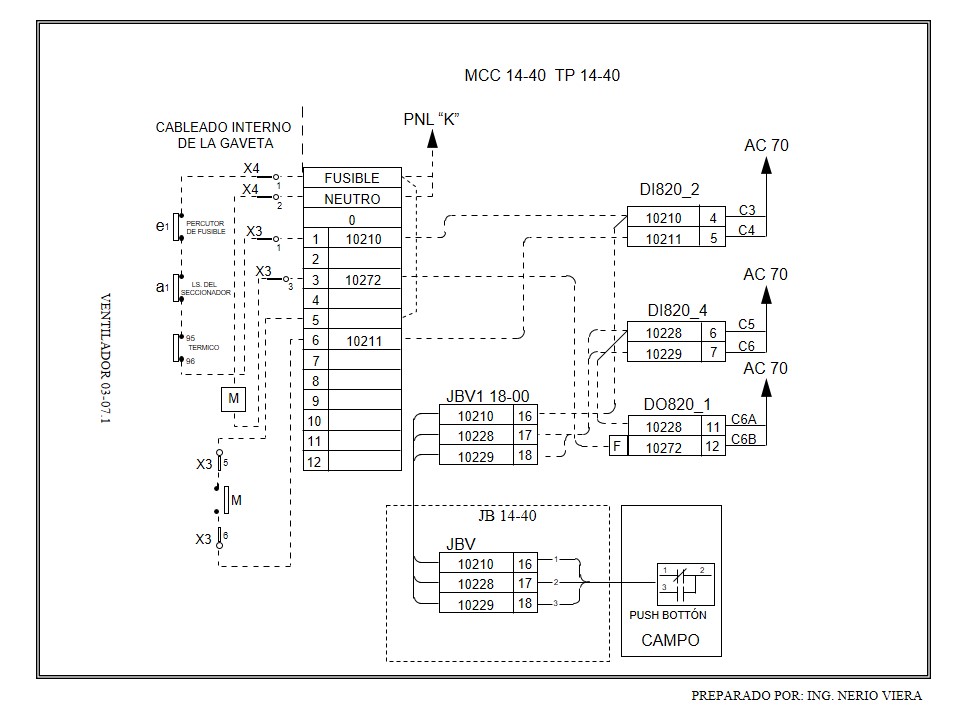 MCC 14-40 TP 14-40
CABLEADO INTERNO
DE LA GAVETA
PNL “K”
AC 70
X4
1
FUSIBLE
X4
2
NEUTRO
0
DI820_2
10210 4 C3
10211 5 C4
e1
PERCUTOR
DE FUSIBLE
X3
1
1 10210
2
X3
3
3 10272
4
5
6 10211
7
8
9
10
11
12
a1
LS. DEL
SECCIONADOR
95
TERMICO
96
M
AC 70
DI820_4
10228 6 C5
10229 7 C6
AC 70
DO820_1
10228 11 C6A
F 10272 12 C6B
VENTILADOR 03-07.1
JBV1 18-00
10210 16
10228 17
10229 18
X3 5
M
X3 6
JB 14-40
JBV
10210 16 1
10228 17 2
10229 18 3
1 2
3
PUSH BOTTÓN
CAMPO
PREPARADO POR: ING. NERIO VIERA